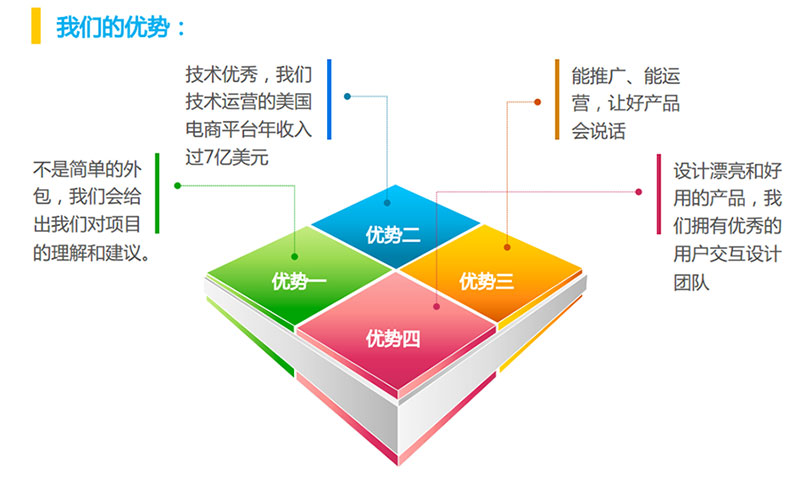 我们的优势：
技术优秀，我们
技术运营的美国
电商平台年收入
过7亿美元
能推广、能运
营，让好产品
会说话
不是简单的外
包，我们会给
出我们对项目
的理解和建议。
设计漂亮和好
用的产品，我
们拥有优秀的
用户交互设计
团队
优势二
优势一
优势三
优势四